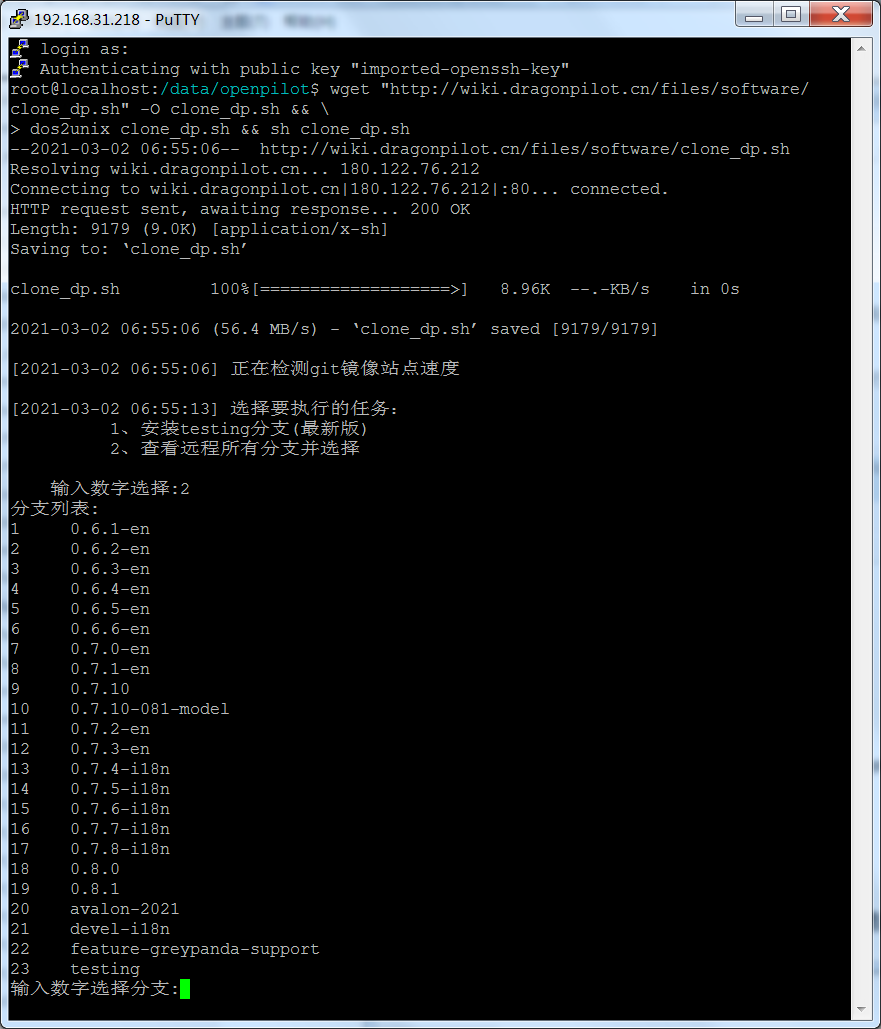 192.168.31.218 - PuTTY
login as:
Authenticating with public key "imported-openssh-key"
root@localhost:/data/openpilot$ wget "http://wiki.dragonpilot.cn/files/software/
clone_dp.sh" -O clone_dp.sh && \
> dos2unix clone_dp.sh && sh clone_dp.sh
--2021-03-02 06:55:06--  http://wiki.dragonpilot.cn/files/software/clone_dp.sh
Resolving wiki.dragonpilot.cn... 180.122.76.212
Connecting to wiki.dragonpilot.cn|180.122.76.212|:80... connected.
HTTP request sent, awaiting response... 200 OK
Length: 9179 (9.0K) [application/x-sh]
Saving to: ‘clone_dp.sh’
clone_dp.sh         100%[===================>]   8.96K  --.-KB/s    in 0s
2021-03-02 06:55:06 (56.4 MB/s) - ‘clone_dp.sh’ saved [9179/9179]
[2021-03-02 06:55:06] 正在检测git镜像站点速度
[2021-03-02 06:55:13] 选择要执行的任务:
1、安装testing分支(最新版)
2、查看远程所有分支并选择
输入数字选择:2
分支列表:
1     0.6.1-en
2     0.6.2-en
3     0.6.3-en
4     0.6.4-en
5     0.6.5-en
6     0.6.6-en
7     0.7.0-en
8     0.7.1-en
9     0.7.10
10    0.7.10-081-model
11    0.7.2-en
12    0.7.3-en
13    0.7.4-i18n
14    0.7.5-i18n
15    0.7.6-i18n
16    0.7.7-i18n
17    0.7.8-i18n
18    0.8.0
19    0.8.1
20    avalon-2021
21    devel-i18n
22    feature-greypanda-support
23    testing
输入数字选择分支: